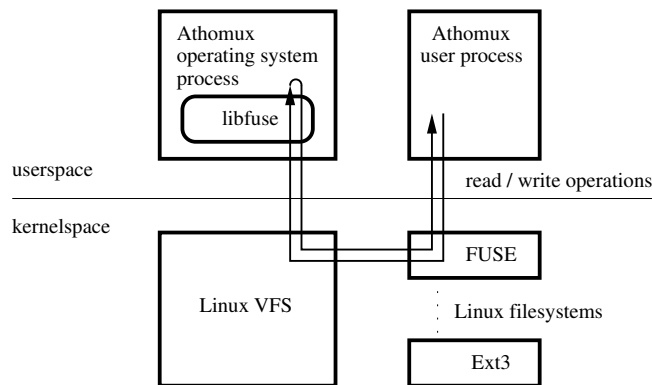 Athomux
operating system
process
libfuse
Athomux
user process
userspace
read / write operations
kernelspace
Linux VFS
FUSE
Linux filesystems
Ext3